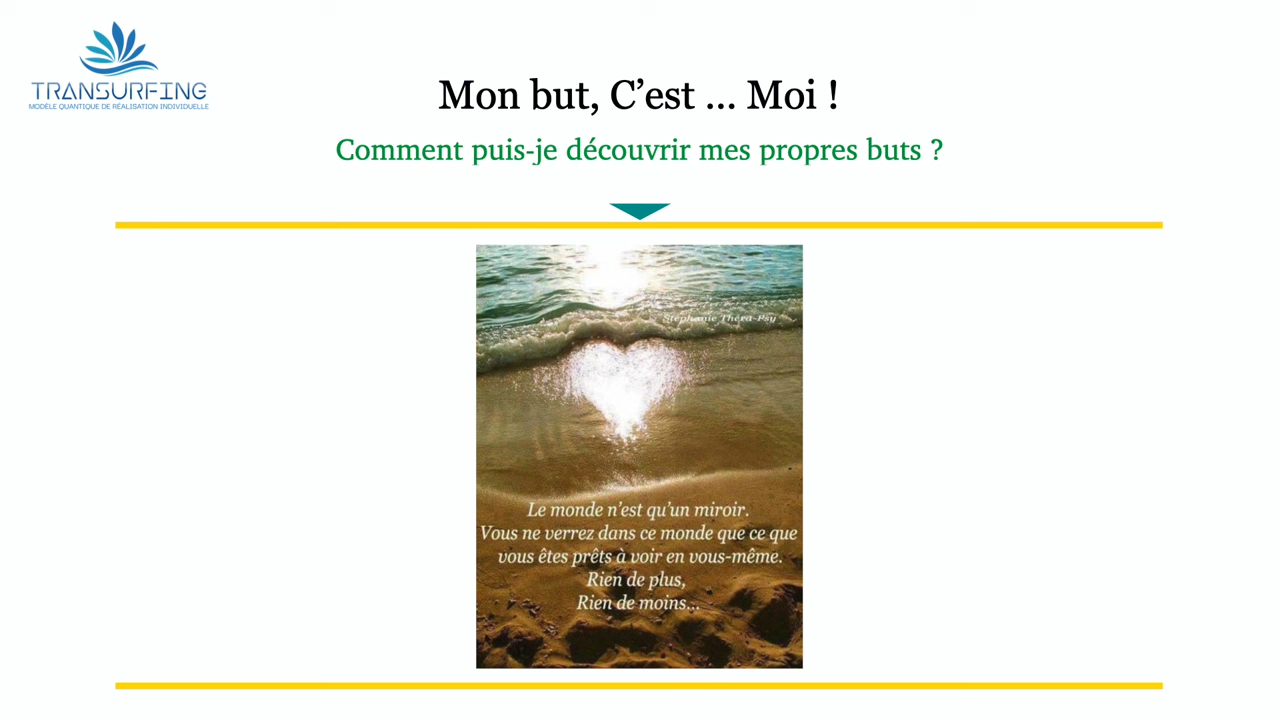 TRANSURFING
MODÈLE QUANTIQUE DE RÉALISATION INDIVIDUELLE
Mon but, C’est ... Moi !
Comment puis-je découvrir mes propres buts ?
Stéphanie Théra-Psy
Le monde n’est qu’un miroir.
Vous ne verrez dans ce monde que ce que
vous êtes prêts à voir en vous-même.
Rien de plus,
Rien de moins...